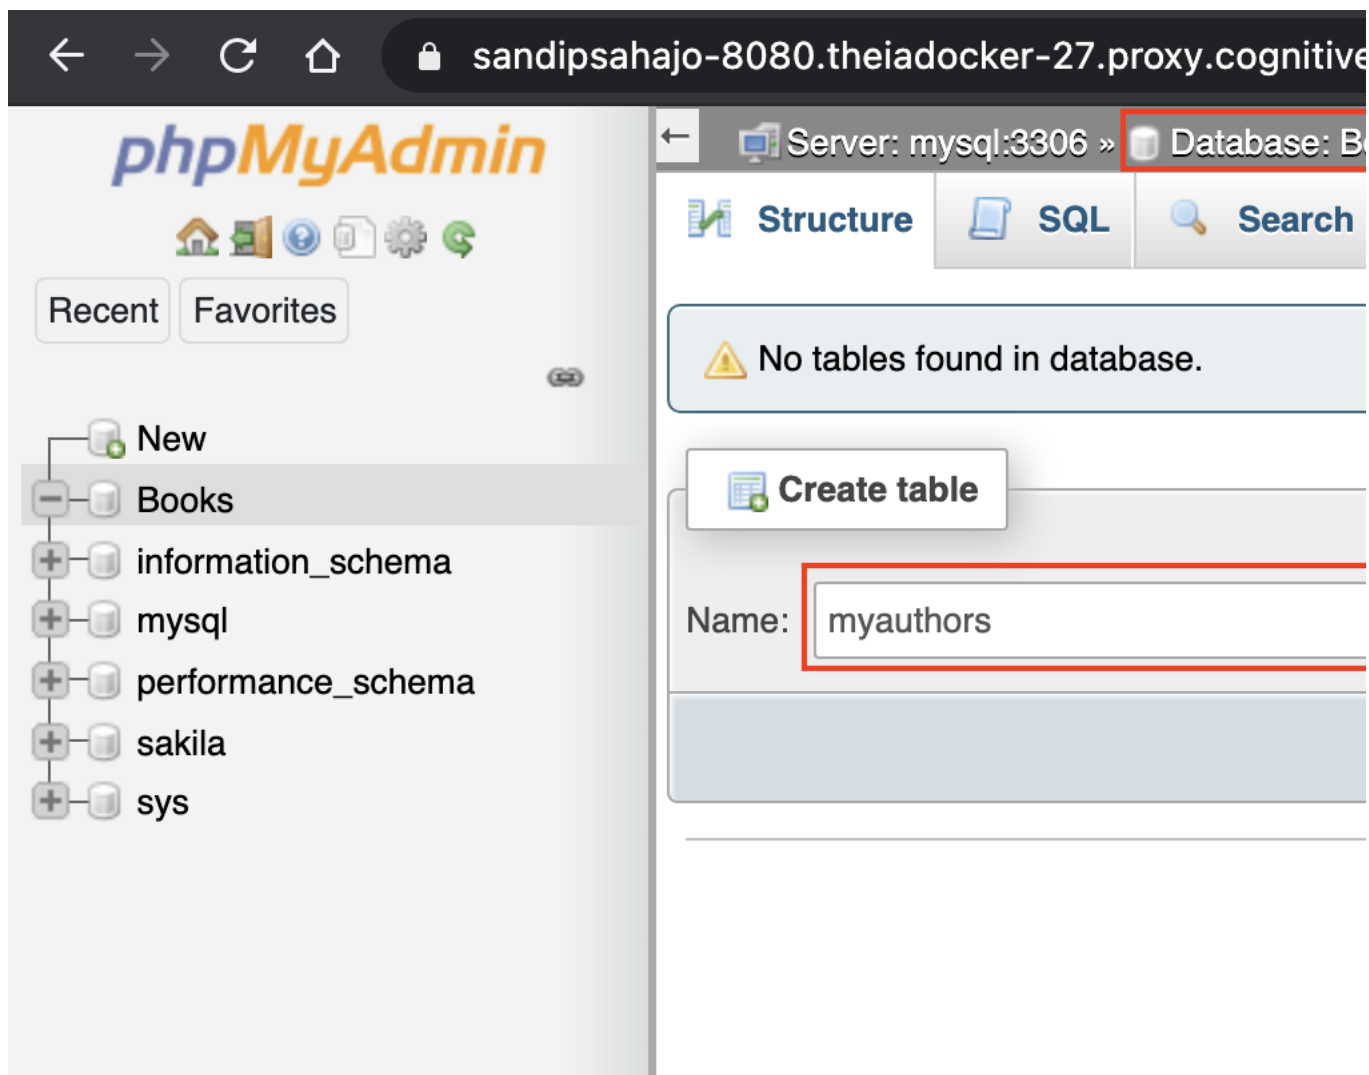 sandipsahajo-8080.theiadocker-27.proxy.cognitive
phpMyAdmin
Recent Favorites
New
Books
information_schema
mysql
performance_schema
sakila
sys
Server: mysql:3306 » Database: Bo
Structure SQL Search
No tables found in database.
Create table
Name: myauthors